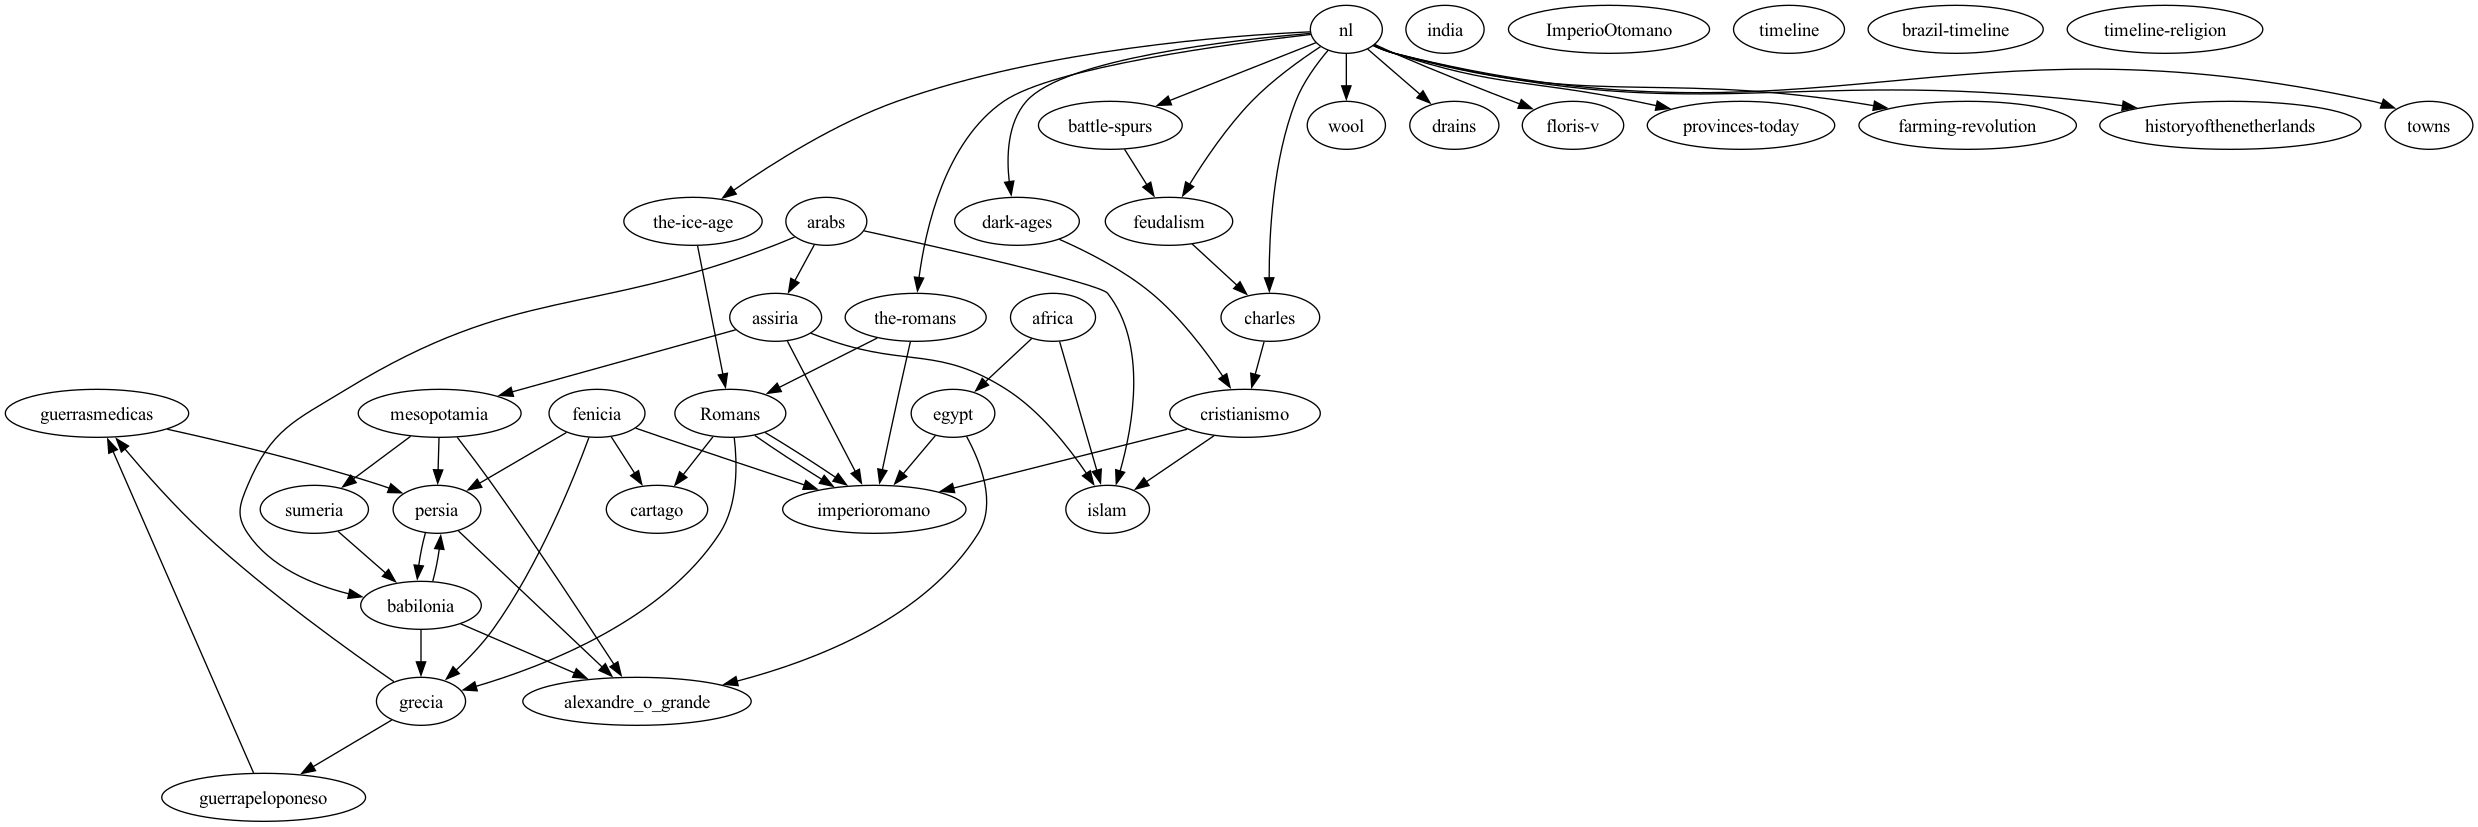 nl
india
ImperioOtomano
timeline
brazil-timeline
timeline-religion
battle-spurs
wool
drains
floris-v
provinces-today
farming-revolution
historyofthenetherlands
towns
the-ice-age
arabs
dark-ages
feudalism
assiria
the-romans
africa
charles
guerrasmedicas
mesopotamia
fenicia
Romans
egypt
cristianismo
sumeria
persia
cartago
imperioromano
islam
babilonia
grecia
alexandre_o_grande
guerrapeloponeso